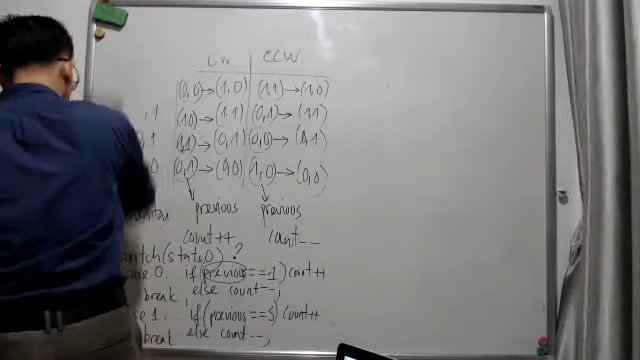 CW CCW
(0,0)→(1,0) (1,1)→(1,0)
(1,0)→(1,1) (0,1)→(1,1)
(1,1)→(0,1) (0,0)→(0,1)
(0,1)→(0,0) (1,0)→(0,0)
previous previous
count++ count--
switch(state) ?
case 0: if (previous==1) count++
break else count--;
1: if (previous==3) count++
break else count--;